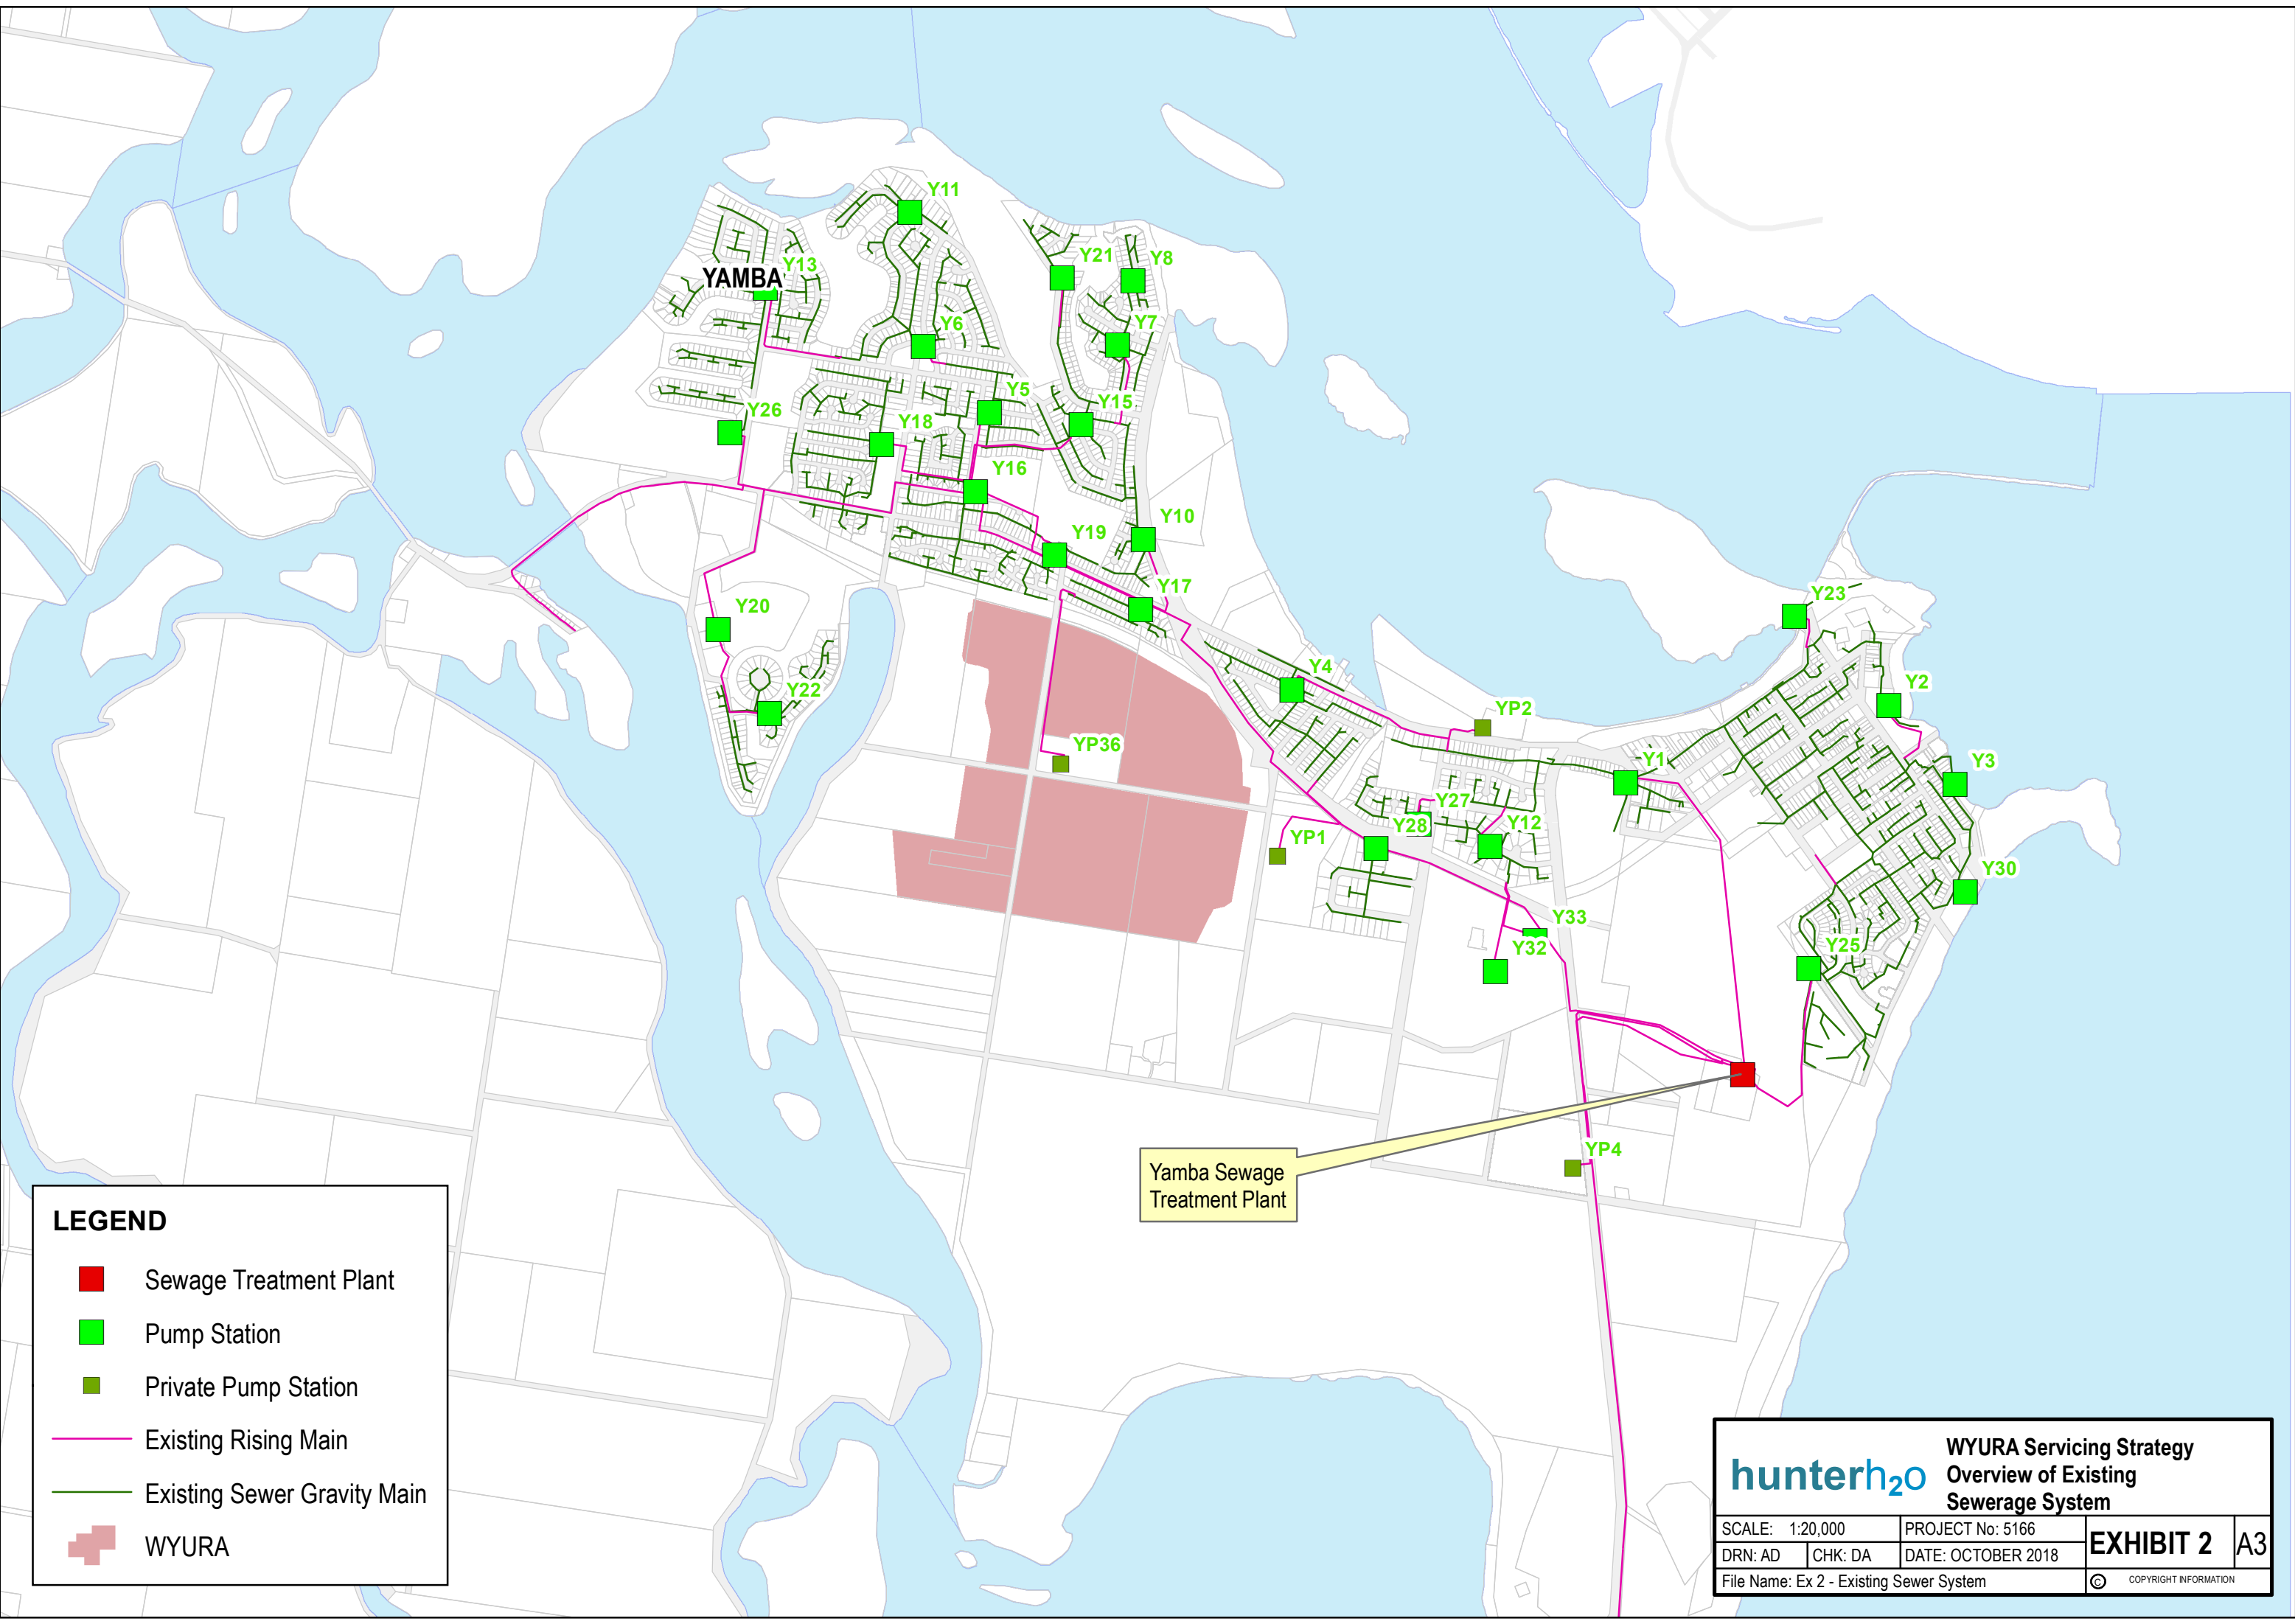 Y11
Y21
Y8
Y13
YAMBA
Y7
Y6
Y5
Y15
Y26
Y18
Y16
Y10
Y19
Y17
Y20
Y23
Y4
Y22
Y2
YP2
YP36
Y1
Y3
Y27
Y28
Y12
YP1
Y30
Y33
Y32
Y25
YP4
Yamba Sewage
Treatment Plant
LEGEND
Sewage Treatment Plant
Pump Station
Private Pump Station
Existing Rising Main
Existing Sewer Gravity Main
WYURA
hunterh2o
WYURA Servicing Strategy
Overview of Existing
Sewerage System
SCALE: 1:20,000
PROJECT No: 5166
DRN: AD
CHK: DA
DATE: OCTOBER 2018
EXHIBIT 2
A3
File Name: Ex 2 - Existing Sewer System
© COPYRIGHT INFORMATION